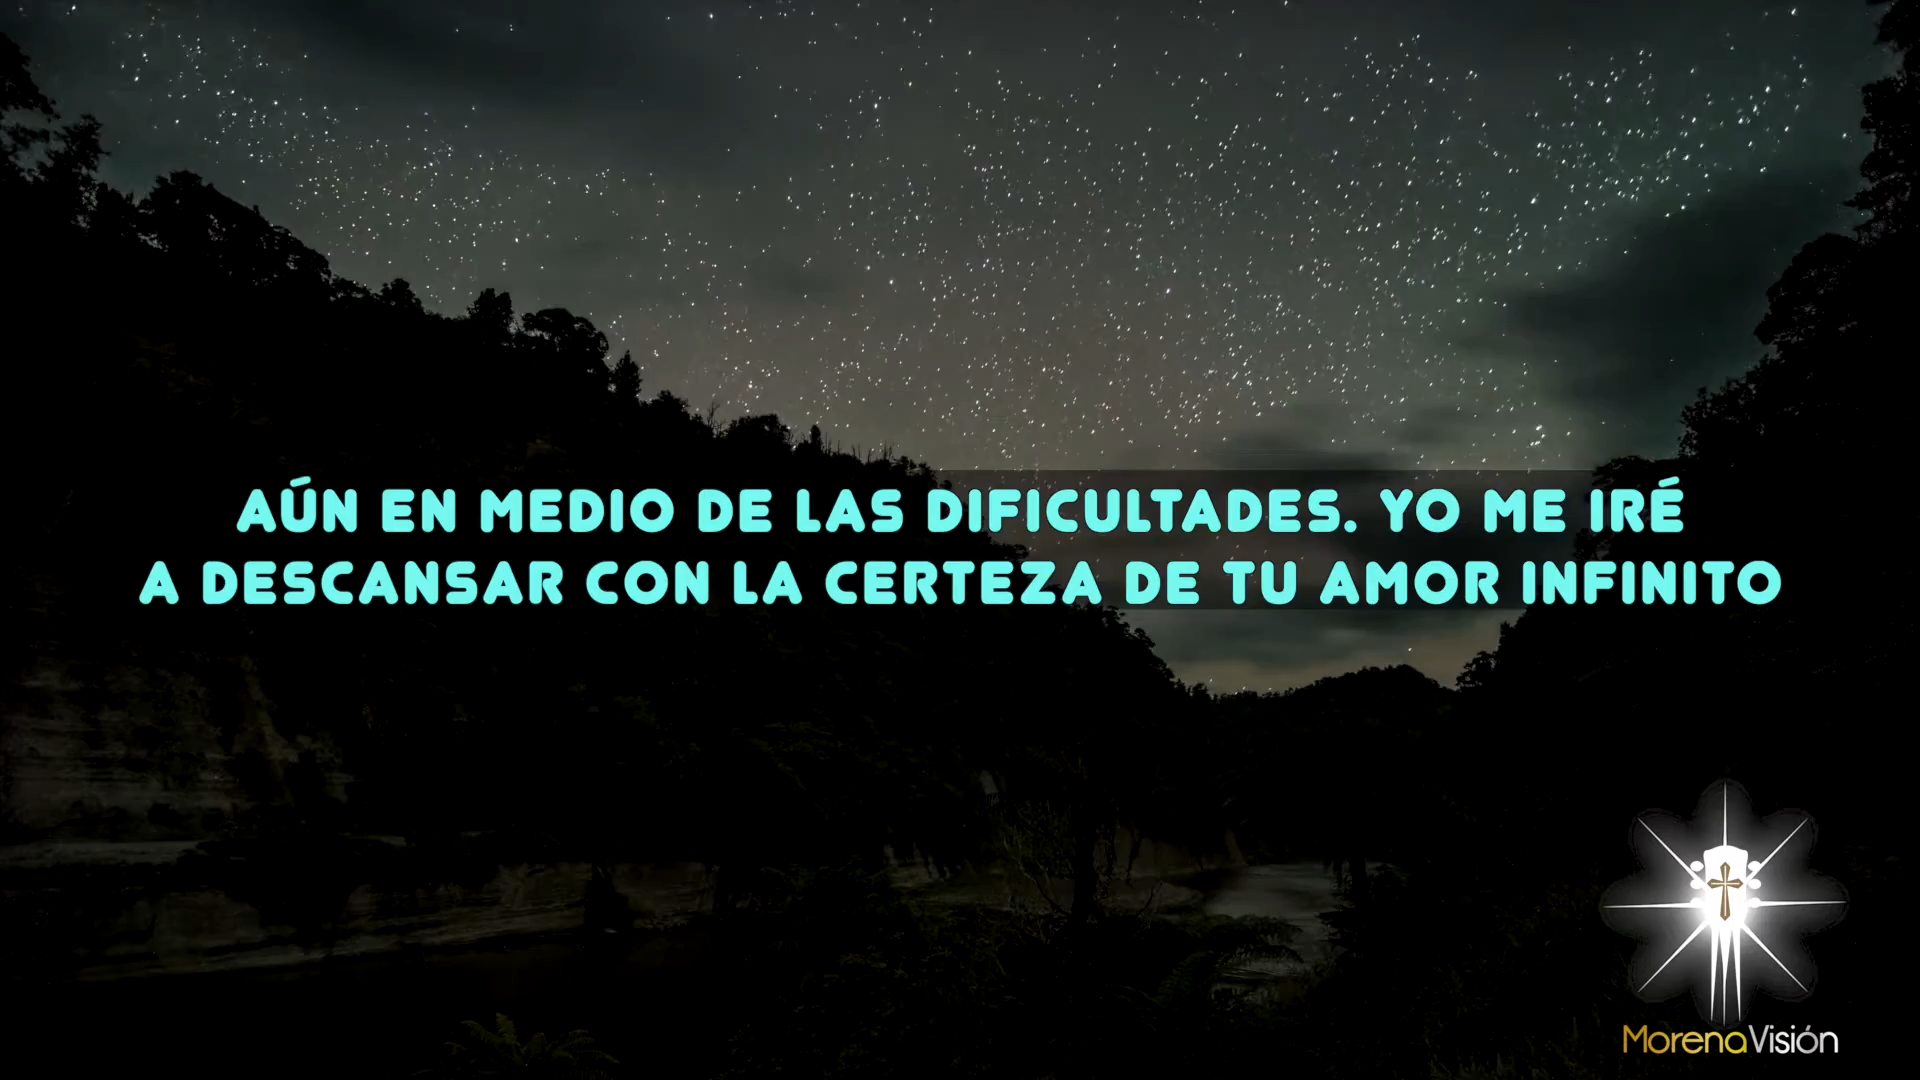 AÚN EN MEDIO DE LAS DIFICULTADES. YO ME IRÉ
A DESCANSAR CON LA CERTEZA DE TU AMOR INFINITO
MorenaVisión